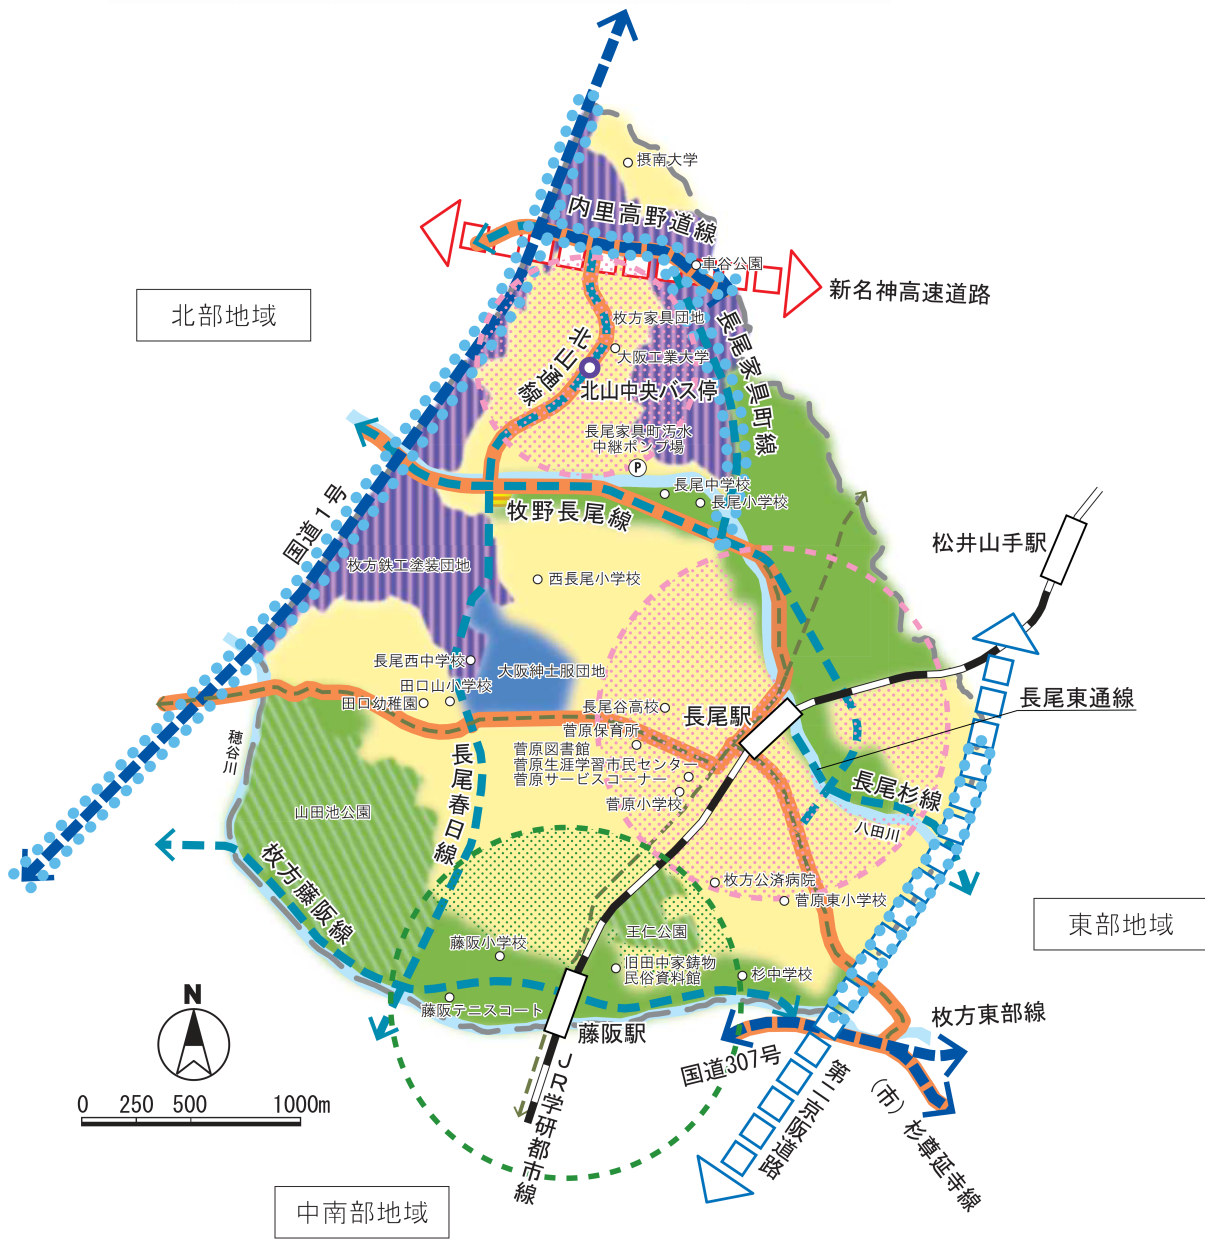 摂南大学
内里高野道線
車谷公園
新名神高速道路
北部地域
枚方家具団地
大阪工業大学
北山通線
長尾家具町線
北山中央バス停
長尾家具町汚水
中継ポンプ場
P
長尾中学校
長尾小学校
国道1号
牧野長尾線
松井山手駅
枚方鉄工塗装団地
西長尾小学校
長尾西中学校
大阪紳士服団地
田口山小学校
田口幼稚園
長尾谷高校
長尾駅
長尾東通線
菅原保育所
穂谷川
長尾春日線
菅原図書館
菅原生涯学習市民センター
菅原サービスコーナー
菅原小学校
長尾杉線
山田池公園
八田川
枚方藤阪線
枚方公済病院
菅原東小学校
東部地域
王仁公園
藤阪小学校
旧田中家鋳物
民俗資料館
杉中学校
N
藤阪テニスコート
藤阪駅
枚方東部線
国道307号
0 250 500 1000m
JR学研都市線
第二京阪道路
(市)杉尊延寺線
中南部地域